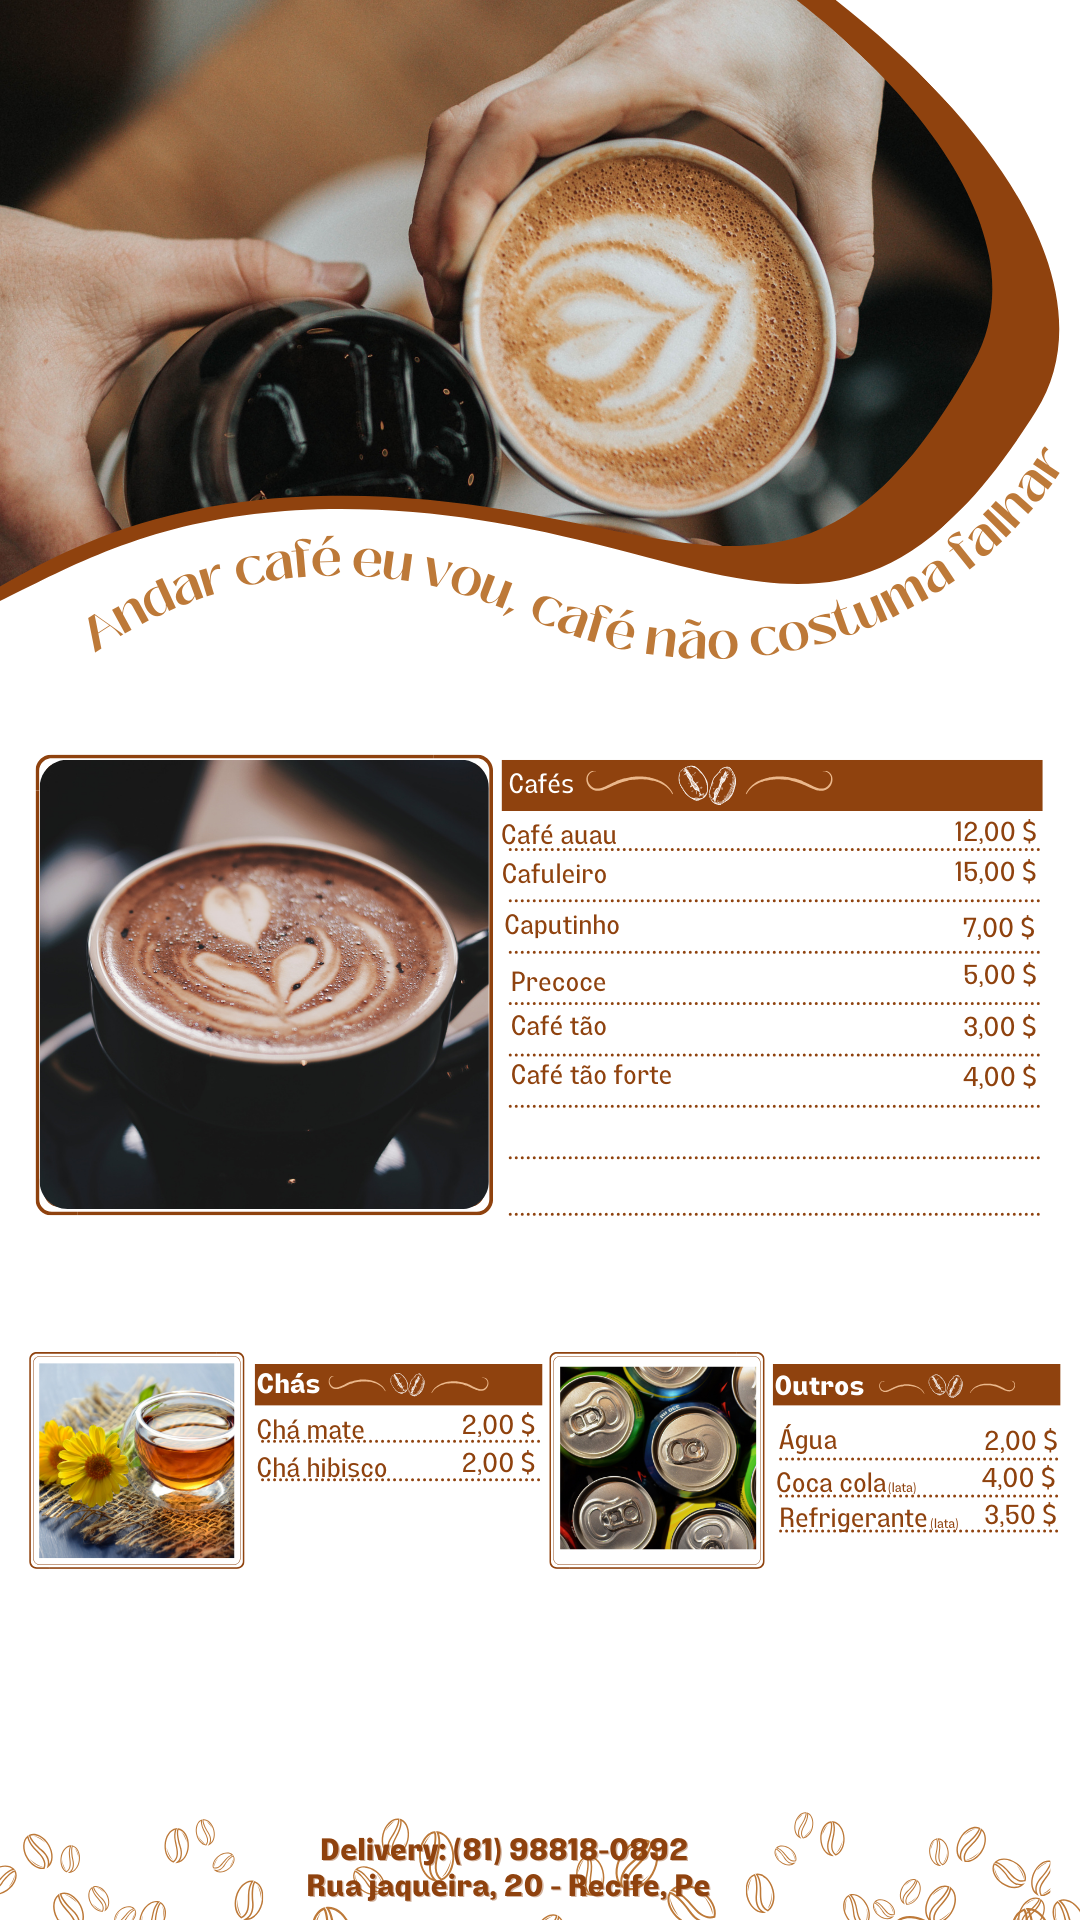 Andar café eu vou, café não costuma falhar
Cafés
Café auau 12,00 $
Cafuleiro 15,00 $
Caputinho 7,00 $
Precoce 5,00 $
Café tão 3,00 $
Café tão forte 4,00 $
Chás
Chá mate 2,00 $
Chá hibisco 2,00 $
Outros
Água 2,00 $
Coca cola(lata) 4,00 $
Refrigerante (lata) 3,50 $
Delivery: (81) 98818-0892
Rua jaqueira, 20 - Recife, Pe